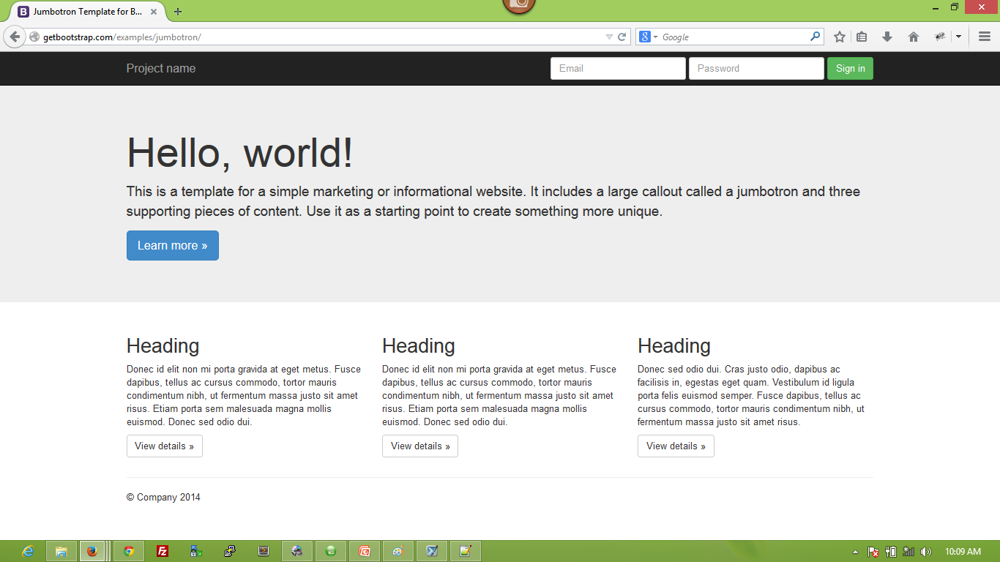 Jumbotron Template for B...
getbootstrap.com/examples/jumbotron/
Google
Project name
Email
Password
Sign in
Hello, world!
This is a template for a simple marketing or informational website. It includes a large callout called a jumbotron and three
supporting pieces of content. Use it as a starting point to create something more unique.
Learn more »
Heading
Donec id elit non mi porta gravida at eget metus. Fusce
dapibus, tellus ac cursus commodo, tortor mauris
condimentum nibh, ut fermentum massa justo sit amet
risus. Etiam porta sem malesuada magna mollis
euismod. Donec sed odio dui.
View details »
Heading
Donec id elit non mi porta gravida at eget metus. Fusce
dapibus, tellus ac cursus commodo, tortor mauris
condimentum nibh, ut fermentum massa justo sit amet
risus. Etiam porta sem malesuada magna mollis
euismod. Donec sed odio dui.
View details »
Heading
Donec sed odio dui. Cras justo odio, dapibus ac
facilisis in, egestas eget quam. Vestibulum id ligula
porta felis euismod semper. Fusce dapibus, tellus ac
cursus commodo, tortor mauris condimentum nibh, ut
fermentum massa justo sit amet risus.
View details »
© Company 2014
10:09 AM